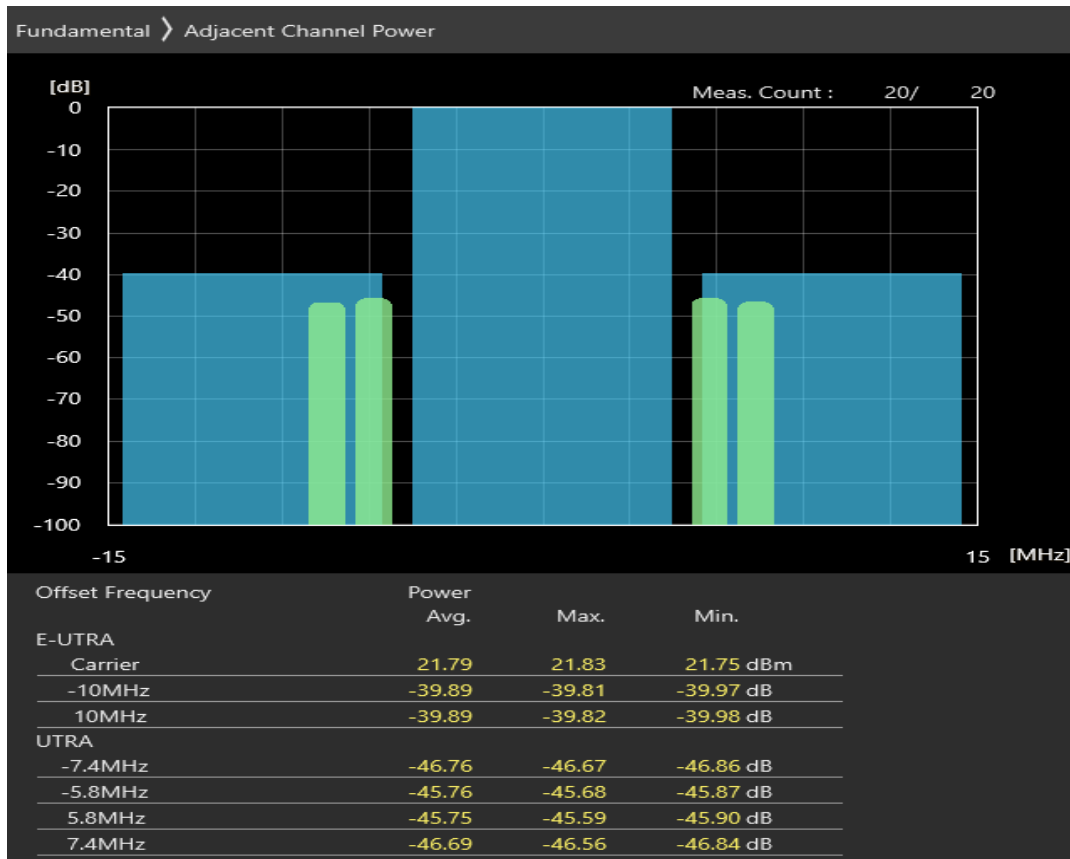 Fundamental ❭ Adjacent Channel Power
[dB]
Meas. Count : 20/ 20
0
-10
-20
-30
-40
-50
-60
-70
-80
-90
-100
-15 15 [MHz]
Offset Frequency Power
Avg. Max. Min.
E-UTRA
Carrier 21.79 21.83 21.75 dBm
-10MHz -39.89 -39.81 -39.97 dB
10MHz -39.89 -39.82 -39.98 dB
UTRA
-7.4MHz -46.76 -46.67 -46.86 dB
-5.8MHz -45.76 -45.68 -45.87 dB
5.8MHz -45.75 -45.59 -45.90 dB
7.4MHz -46.69 -46.56 -46.84 dB